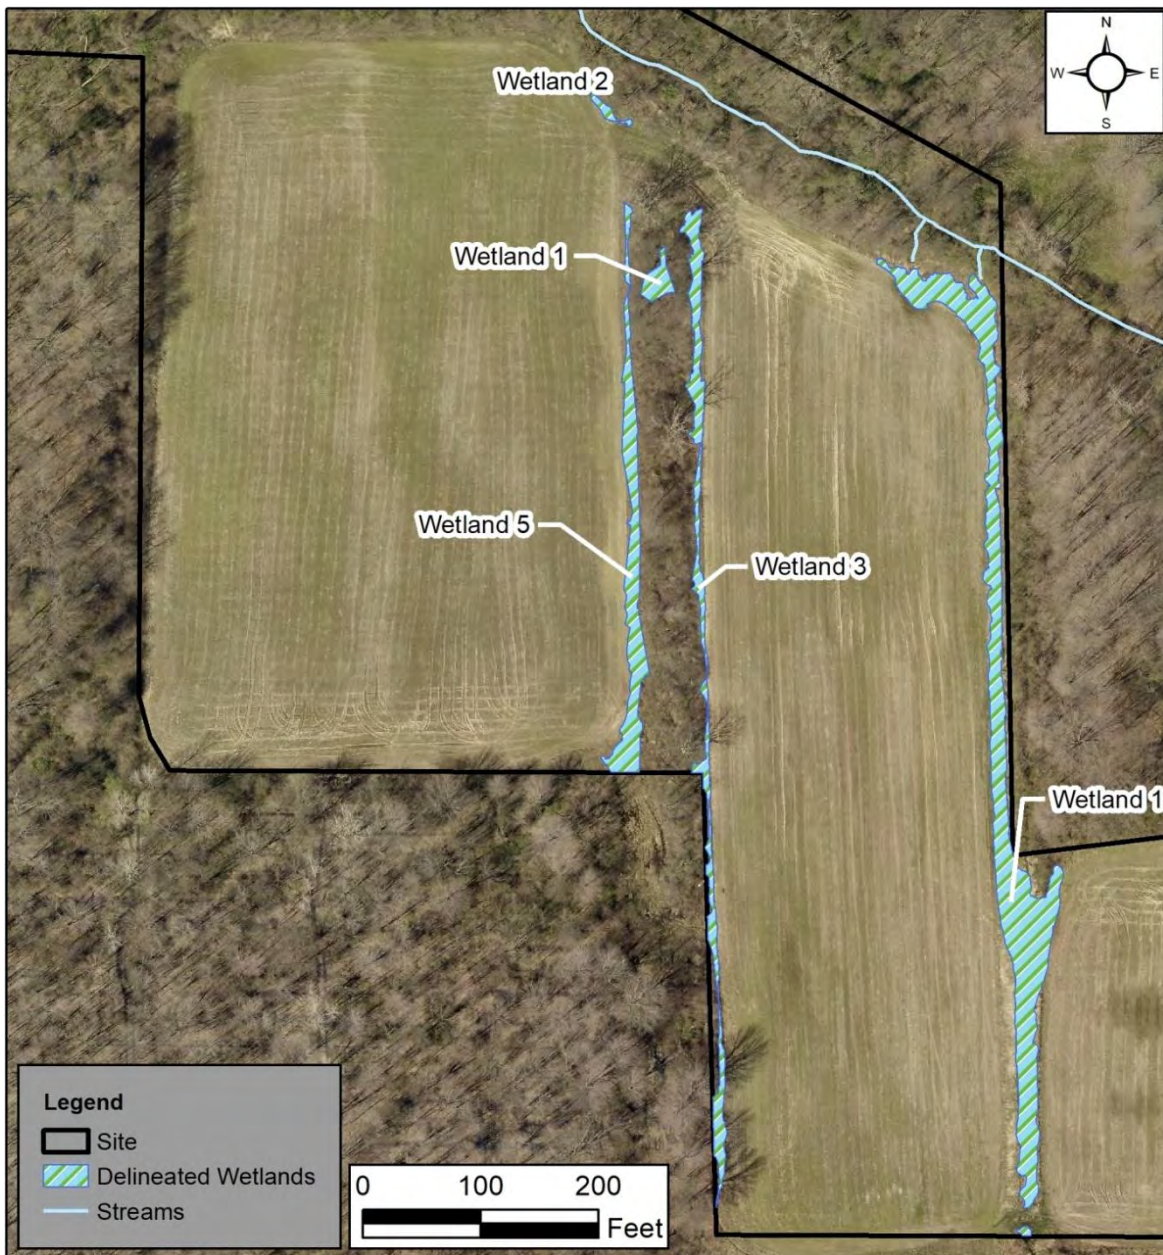 N
W E
S
Wetland 2
Wetland 1
Wetland 5
Wetland 3
Wetland 1
Legend
Site
Delineated Wetlands
Streams
0 100 200
Feet